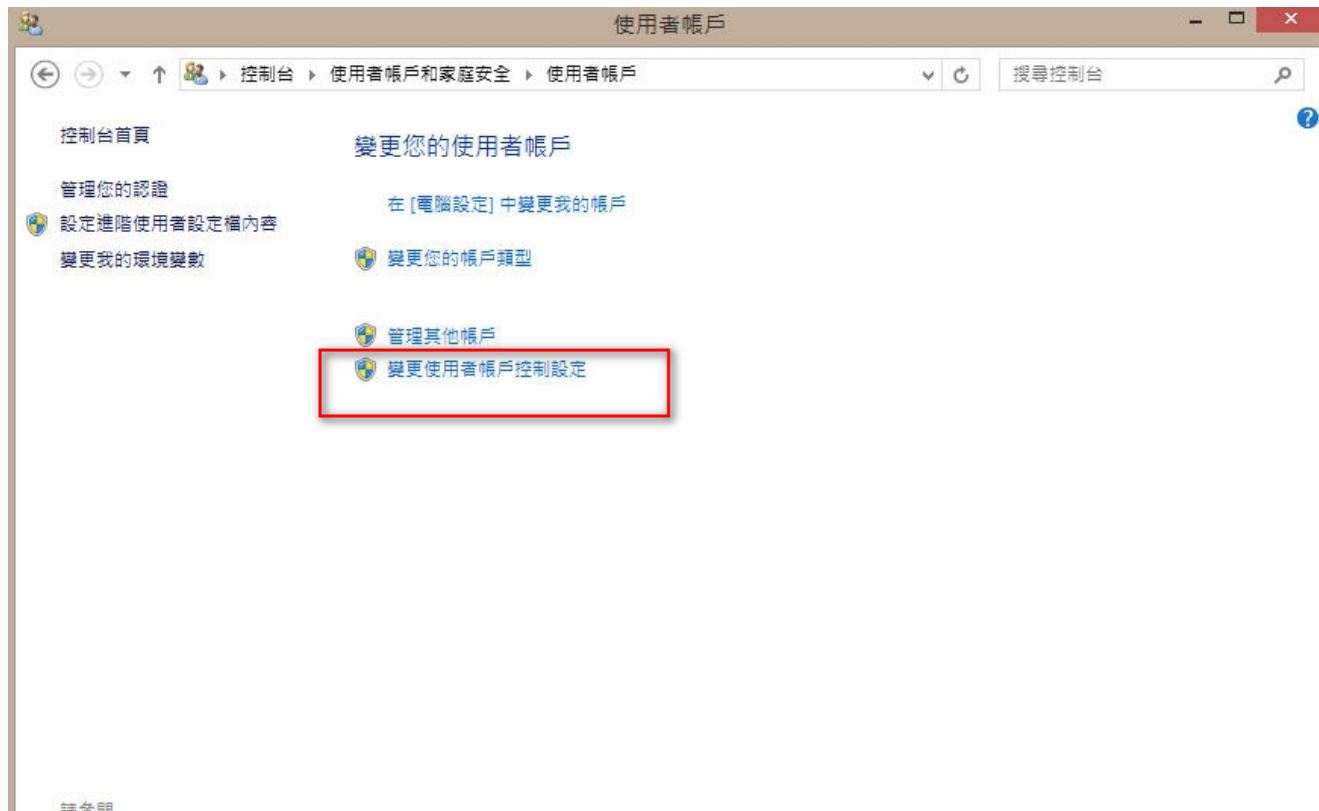 使用者帳戶
控制台 使用者帳戶和家庭安全 使用者帳戶
搜尋控制台
控制台首頁
管理您的認證
設定進階使用者設定檔內容
變更我的環境變數
變更您的使用者帳戶
在 [電腦設定] 中變更我的帳戶
變更您的帳戶類型
管理其他帳戶
變更使用者帳戶控制設定